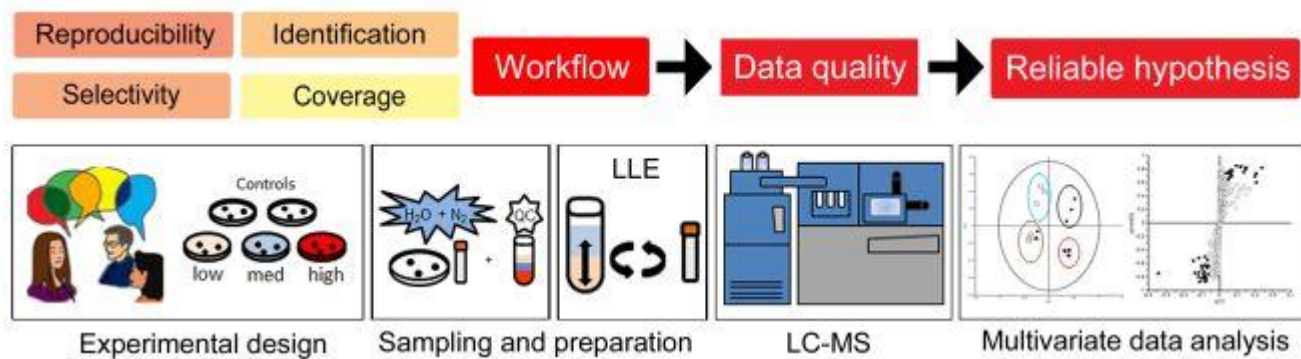 Reproducibility
Identification
Selectivity
Coverage
Workflow
Data quality
Reliable hypothesis
Controls
low
med
high
H₂O + N₂
QC
+
LLE
Experimental design
Sampling and preparation
LC-MS
Multivariate data analysis